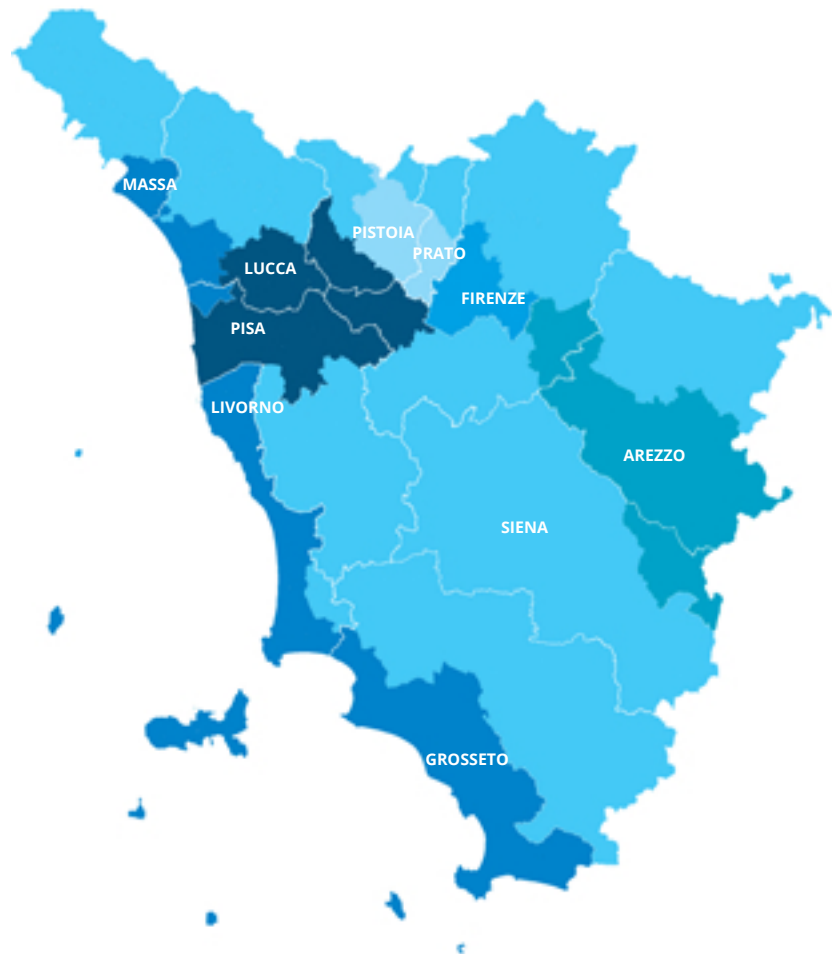 MASSA
PISTOIA
PRATO
LUCCA
FIRENZE
PISA
LIVORNO
AREZZO
SIENA
GROSSETO